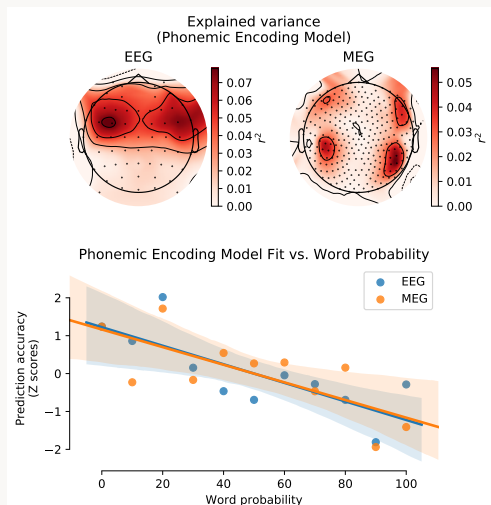 Explained variance
(Phonemic Encoding Model)
EEG
MEG
0.07
0.06
0.05
0.04
0.03
0.02
0.01
0.00
r²
0.05
0.04
0.03
0.02
0.01
0.00
r²
Phonemic Encoding Model Fit vs. Word Probability
EEG
MEG
Prediction accuracy
(Z scores)
2
1
0
−1
−2
0
20
40
60
80
100
Word probability